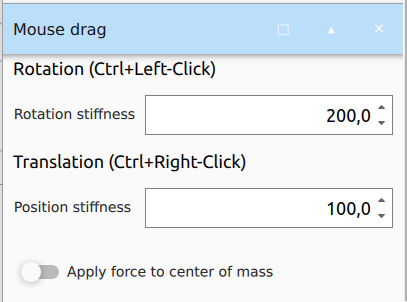 Mouse drag
Rotation (Ctrl+Left-Click)
Rotation stiffness 200,0
Translation (Ctrl+Right-Click)
Position stiffness 100,0
Apply force to center of mass